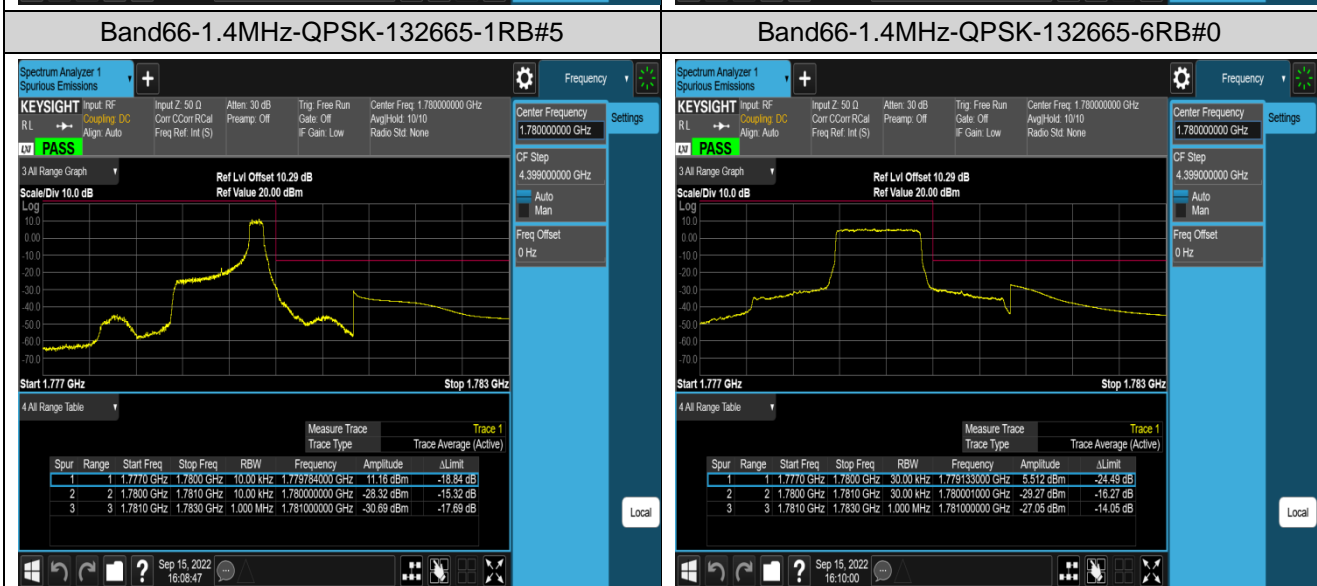 Band66-1.4MHz-QPSK-132665-1RB#5
Spectrum Analyzer 1
Spurious Emissions
+
Frequency
KEYSIGHT
RL
Input: RF
Coupling: DC
Align: Auto
Input Z: 50 Ω
Corr CCorr RCal
Freq Ref: Int (S)
Atten: 30 dB
Preamp: Off
Trig: Free Run
Gate: Off
IF Gain: Low
Center Freq: 1.780000000 GHz
Avg|Hold: 10/10
Radio Std: None
LXI PASS
Center Frequency
1.780000000 GHz
Settings
CF Step
4.399000000 GHz
Auto
Man
Freq Offset
0 Hz
3 All Range Graph
Ref Lvl Offset 10.29 dB
Scale/Div 10.0 dB
Ref Value 20.00 dBm
Log
10.0
0.00
-10.0
-20.0
-30.0
-40.0
-50.0
-60.0
-70.0
Start 1.777 GHz
Stop 1.783 GHz
4 All Range Table
Measure Trace Trace 1
Trace Type Trace Average (Active)
Spur Range Start Freq Stop Freq RBW Frequency Amplitude ΔLimit
1 1 1.7770 GHz 1.7800 GHz 10.00 kHz 1.779784000 GHz 11.16 dBm -18.84 dB
2 2 1.7800 GHz 1.7810 GHz 10.00 kHz 1.780000000 GHz -28.32 dBm -15.32 dB
3 3 1.7810 GHz 1.7830 GHz 1.000 MHz 1.781000000 GHz -30.69 dBm -17.69 dB
Local
?
Sep 15, 2022
16:08:47
Band66-1.4MHz-QPSK-132665-6RB#0
Spectrum Analyzer 1
Spurious Emissions
+
Frequency
KEYSIGHT
RL
Input: RF
Coupling: DC
Align: Auto
Input Z: 50 Ω
Corr CCorr RCal
Freq Ref: Int (S)
Atten: 30 dB
Preamp: Off
Trig: Free Run
Gate: Off
IF Gain: Low
Center Freq: 1.780000000 GHz
Avg|Hold: 10/10
Radio Std: None
LXI PASS
Center Frequency
1.780000000 GHz
Settings
CF Step
4.399000000 GHz
Auto
Man
Freq Offset
0 Hz
3 All Range Graph
Ref Lvl Offset 10.29 dB
Scale/Div 10.0 dB
Ref Value 20.00 dBm
Log
10.0
0.00
-10.0
-20.0
-30.0
-40.0
-50.0
-60.0
-70.0
Start 1.777 GHz
Stop 1.783 GHz
4 All Range Table
Measure Trace Trace 1
Trace Type Trace Average (Active)
Spur Range Start Freq Stop Freq RBW Frequency Amplitude ΔLimit
1 1 1.7770 GHz 1.7800 GHz 30.00 kHz 1.779133000 GHz 5.512 dBm -24.49 dB
2 2 1.7800 GHz 1.7810 GHz 30.00 kHz 1.780001000 GHz -29.27 dBm -16.27 dB
3 3 1.7810 GHz 1.7830 GHz 1.000 MHz 1.781000000 GHz -27.05 dBm -14.05 dB
Local
?
Sep 15, 2022
16:10:00